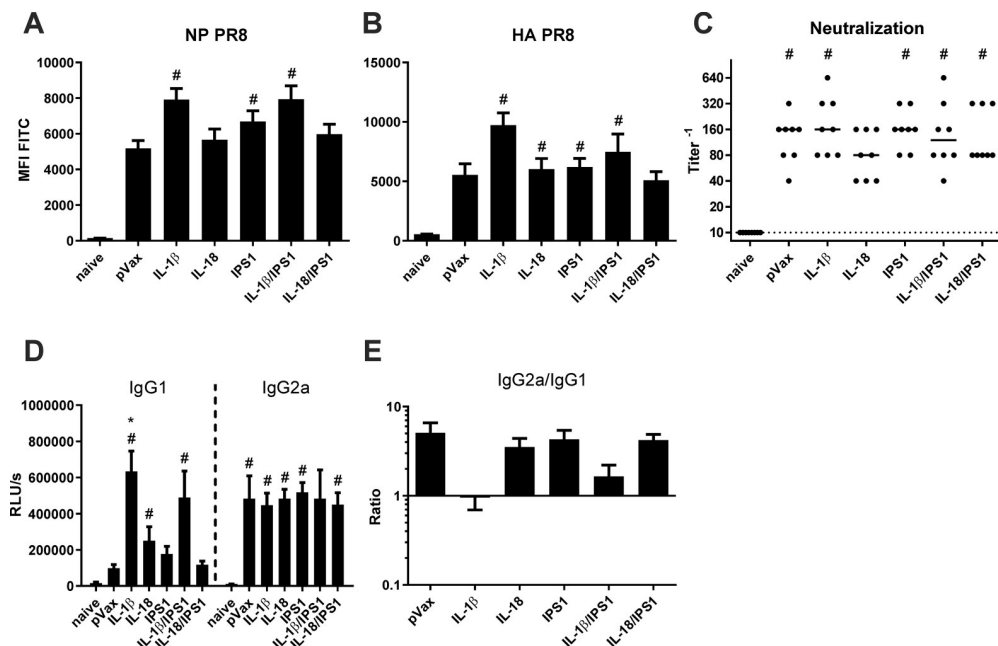 A
NP PR8
MFI FITC
10000
8000
6000
4000
2000
0
# # #
naive pVax IL-1β IL-18 IPS1 IL-1β/IPS1 IL-18/IPS1
B
HA PR8
15000
10000
5000
0
# # # #
naive pVax IL-1β IL-18 IPS1 IL-1β/IPS1 IL-18/IPS1
C
Neutralization
# # # # #
Titer -1
640
320
160
80
40
20
10
naive pVax IL-1β IL-18 IPS1 IL-1β/IPS1 IL-18/IPS1
D
IgG1 IgG2a
RLU/s
1000000
800000
600000
400000
200000
0
*
# # #
# # # # #
naive pVax IL-1β IL-18 IPS1 IL-1β/IPS1 IL-18/IPS1 naive pVax IL-1β IL-18 IPS1 IL-1β/IPS1 IL-18/IPS1
E
IgG2a/IgG1
Ratio
10
1
0.1
pVax IL-1β IL-18 IPS1 IL-1β/IPS1 IL-18/IPS1